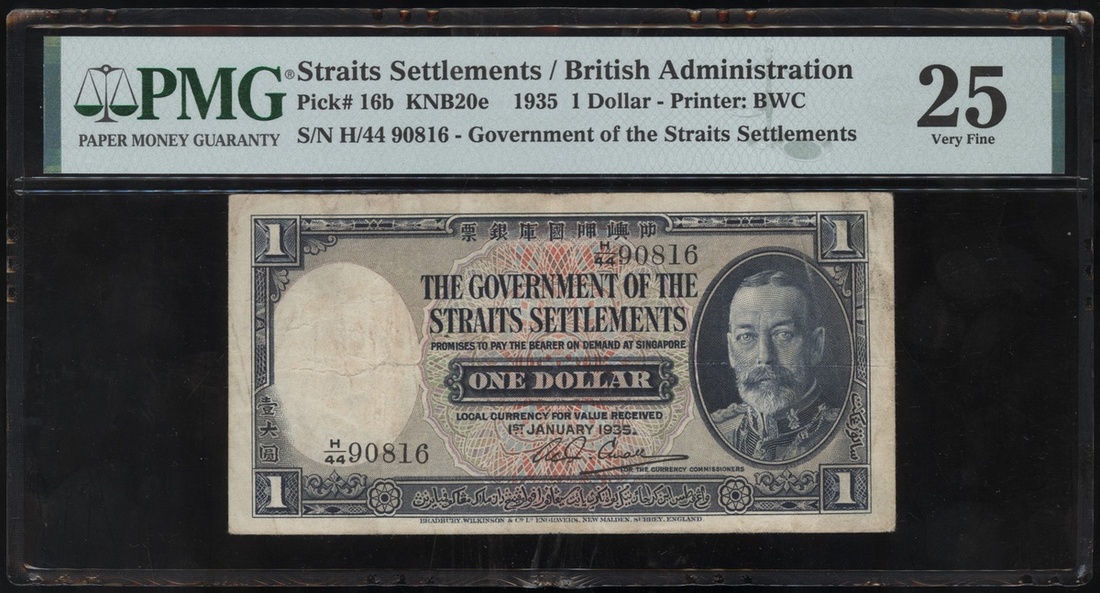 PMG® Straits Settlements / British Administration
PAPER MONEY GUARANTY
Pick# 16b KNB20e 1935 1 Dollar - Printer: BWC
S/N H/44 90816 - Government of the Straits Settlements
25
Very Fine
1
票銀庫國
1
H/44 90816
THE GOVERNMENT OF THE
STRAITS SETTLEMENTS
PROMISES TO PAY THE BEARER ON DEMAND AT SINGAPORE
ONE DOLLAR
LOCAL CURRENCY FOR VALUE RECEIVED
1ST JANUARY 1935.
壹大圓
H/44 90816
FOR THE CURRENCY COMMISSIONERS
1
1
BRADBURY, WILKINSON & Co. Ld. ENGRAVERS, NEW MALDEN, SURREY, ENGLAND.